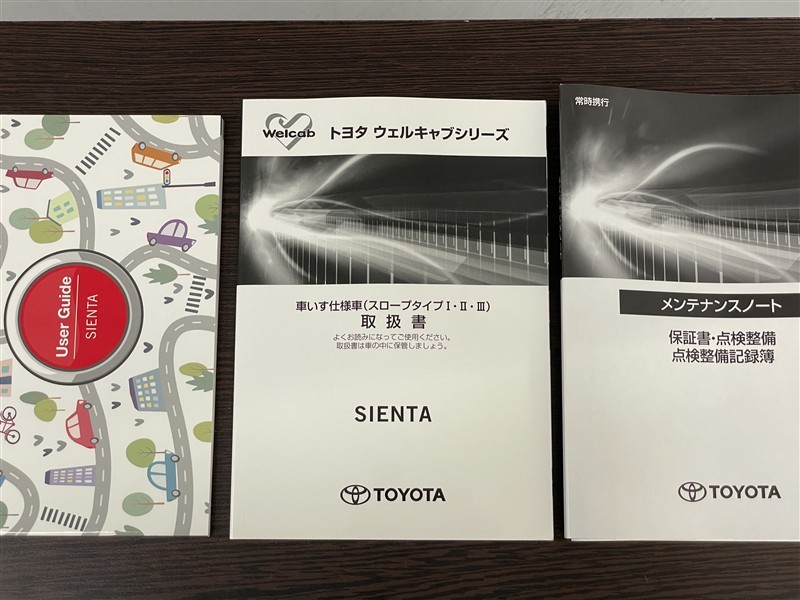 User Guide
SIENTA
Welcab
トヨタ ウェルキャブシリーズ
車いす仕様車(スロープタイプⅠ・Ⅱ・Ⅲ)
取扱書
よくお読みになってご使用ください。
取扱書は車の中に保管しましょう。
SIENTA
TOYOTA
常時携行
メンテナンスノート
保証書・点検整備
点検整備記録簿
TOYOTA